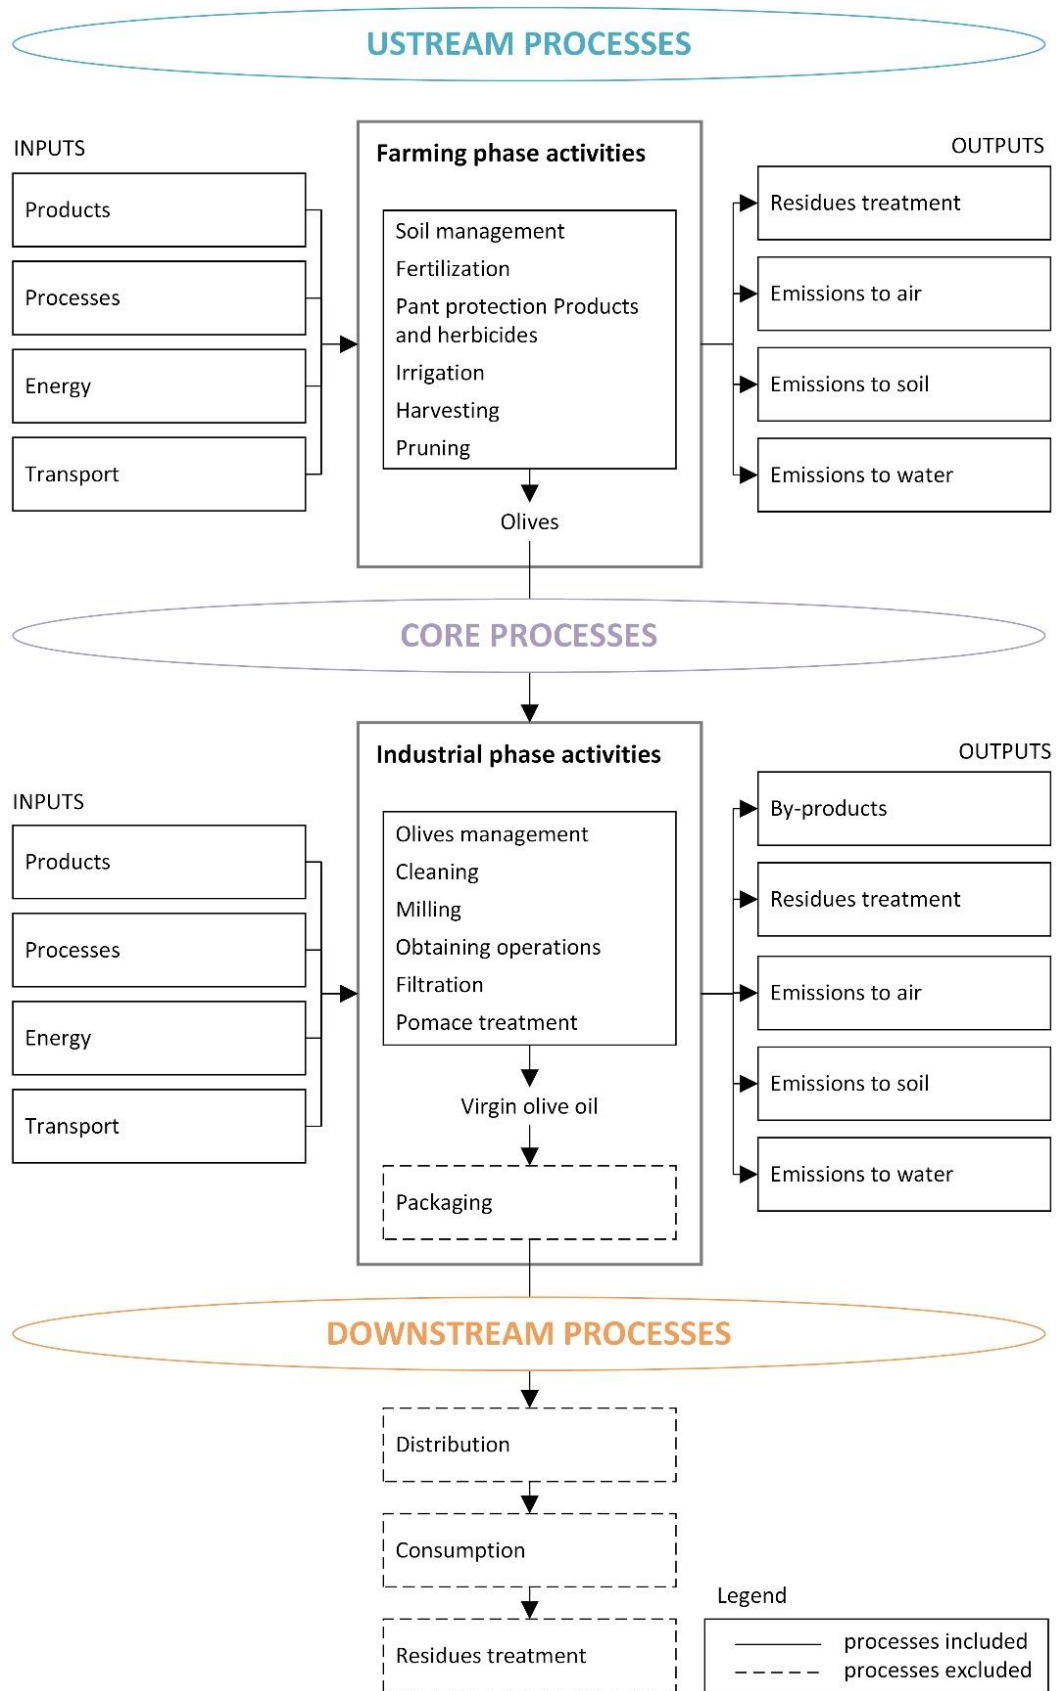 USTREAM PROCESSES
INPUTS
Products
Processes
Energy
Transport
Farming phase activities
Soil management
Fertilization
Pant protection Products
and herbicides
Irrigation
Harvesting
Pruning
Olives
OUTPUTS
Residues treatment
Emissions to air
Emissions to soil
Emissions to water
CORE PROCESSES
INPUTS
Products
Processes
Energy
Transport
Industrial phase activities
Olives management
Cleaning
Milling
Obtaining operations
Filtration
Pomace treatment
Virgin olive oil
Packaging
OUTPUTS
By-products
Residues treatment
Emissions to air
Emissions to soil
Emissions to water
DOWNSTREAM PROCESSES
Distribution
Consumption
Residues treatment
Legend
processes included
processes excluded